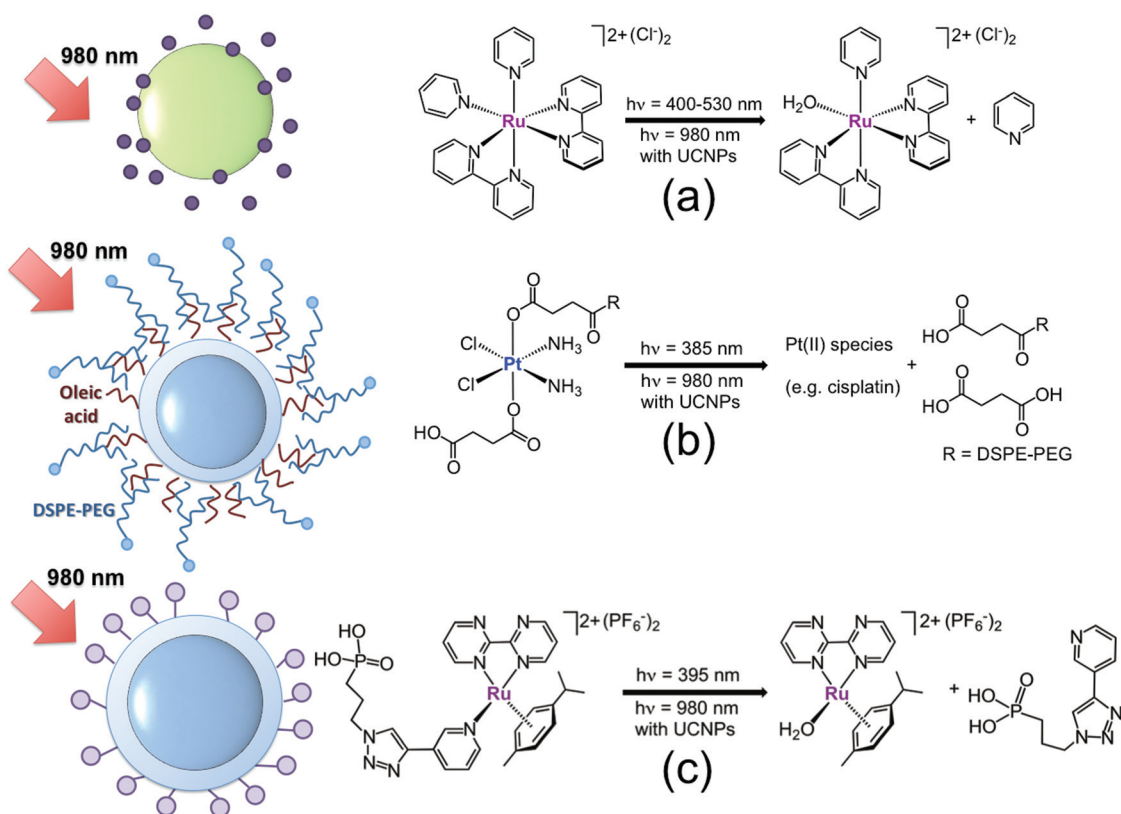 980 nm
]2+ (Cl-)2
N
N
N
N
N
N
Ru
hν = 400-530 nm
hν = 980 nm
with UCNPs
(a)
]2+ (Cl-)2
H2O
N
N
N
N
N
Ru
+
N
980 nm
Oleic
acid
DSPE-PEG
O
R
O
O
Cl
NH3
Pt
Cl
NH3
O
HO
O
O
hν = 385 nm
hν = 980 nm
with UCNPs
(b)
Pt(II) species
(e.g. cisplatin)
+
O
HO
R
O
O
HO
OH
O
R = DSPE-PEG
980 nm
HO
HO
P
O
N
N
N
N
N
N
N
N
Ru
]2+ (PF6-)2
hν = 395 nm
hν = 980 nm
with UCNPs
(c)
N
N
N
N
Ru
H2O
]2+ (PF6-)2
+
N
O
HO
P
HO
N
N
N